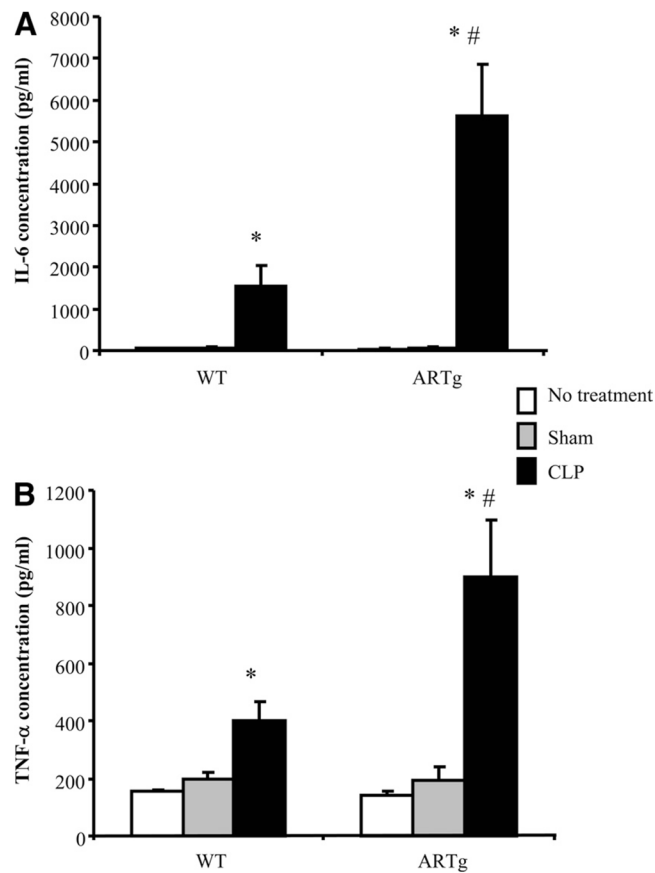 A
IL-6 concentration (pg/ml)
8000
7000
6000
5000
4000
3000
2000
1000
0
*
* #
WT
ARTg
No treatment
Sham
CLP
B
TNF-α concentration (pg/ml)
1200
1000
800
600
400
200
0
*
* #
WT
ARTg